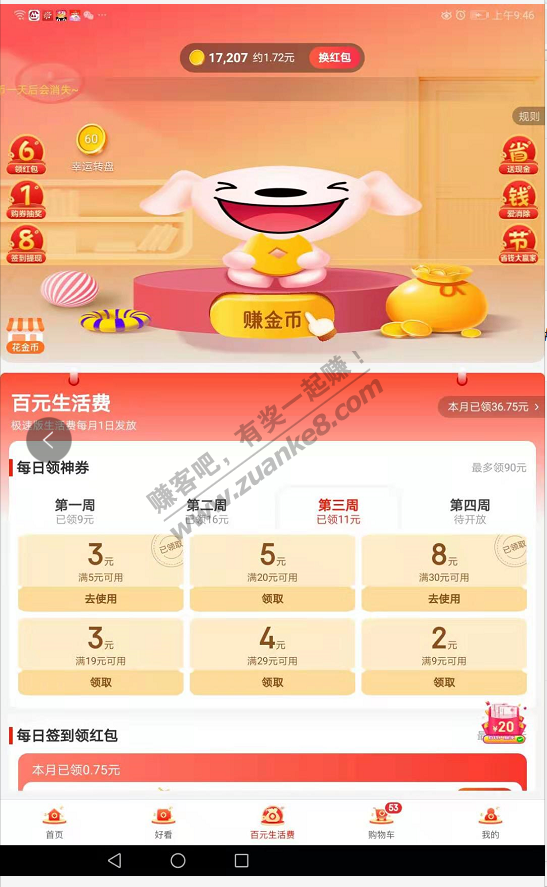 上午9:46
17,207 约1.72元 换红包
一天后会消失~
规则
60
幸运转盘
6
领红包
1
购券抽奖
8
签到提现
省
送现金
钱
爱消除
节
省钱大赢家
花金币
赚金币
百元生活费
本月已领36.75元 >
极速版生活费每月1日发放
赚客吧，有奖一起赚！
www.zuanke8.com
每日领神券
最多领90元
第一周 第二周 第三周 第四周
已领9元 已领16元 已领11元 待开放
3元 已领取 5元 8元 已领取
满5元可用 满20元可用 满30元可用
去使用 领取 去使用
3元 4元 2元
满19元可用 满29元可用 满9元可用
领取 领取 领取
¥20
每日签到领红包
本月已领0.75元
53
首页 好看 百元生活费 购物车 我的